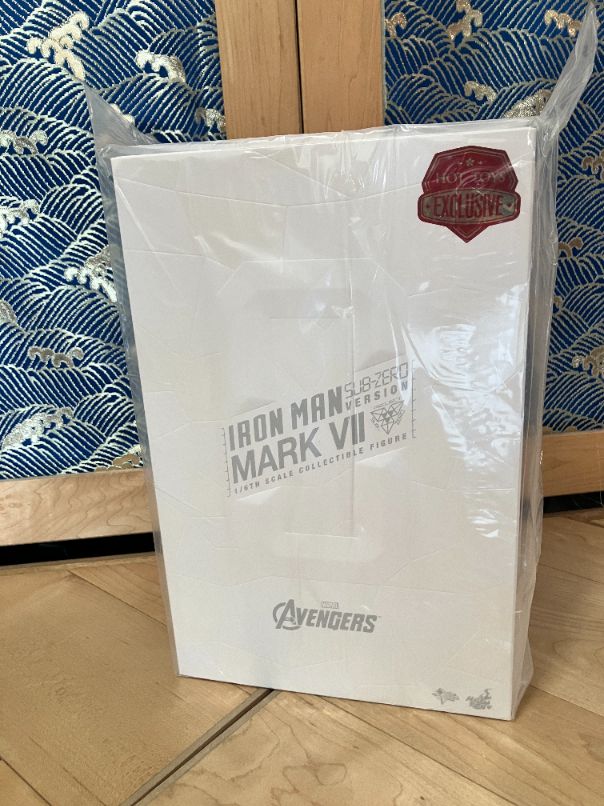 HOT TOYS
EXCLUSIVE
IRON MAN SUB-ZERO
VERSION
MARK VII
1/6TH SCALE COLLECTIBLE FIGURE
MARVEL
AVENGERS